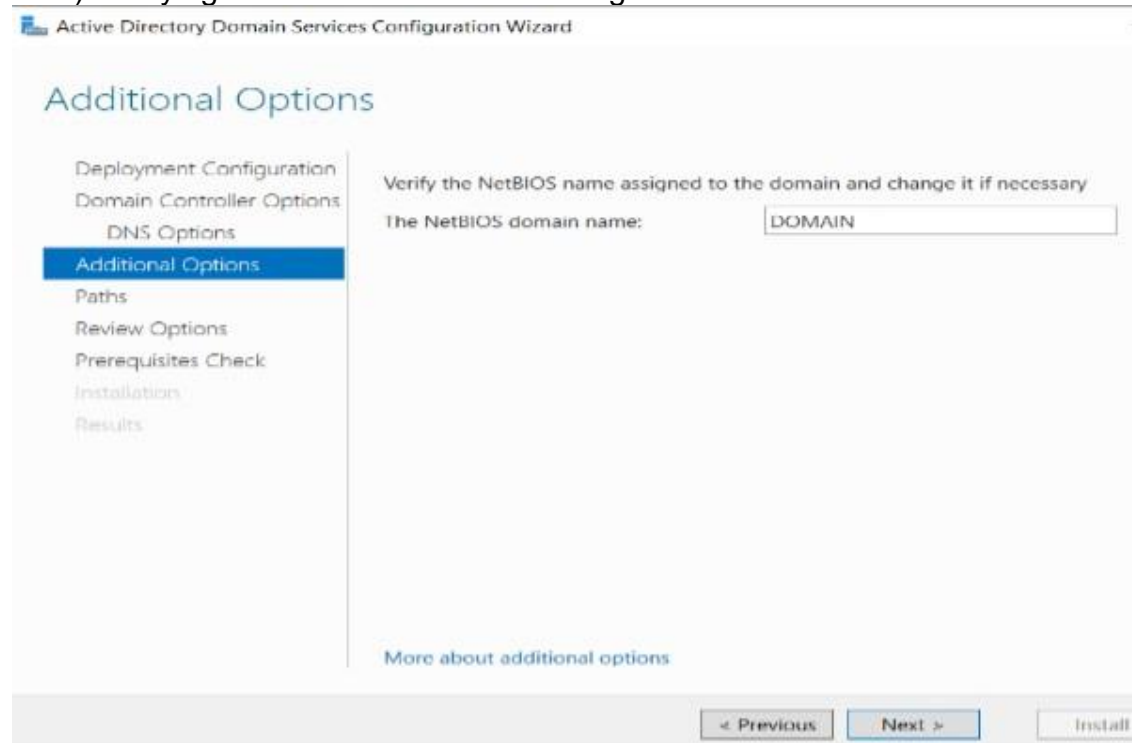 Active Directory Domain Services Configuration Wizard
Additional Options
Deployment Configuration
Domain Controller Options
DNS Options
Additional Options
Paths
Review Options
Prerequisites Check
Installation
Results
Verify the NetBIOS name assigned to the domain and change it if necessary
The NetBIOS domain name: DOMAIN
More about additional options
< Previous Next > Install